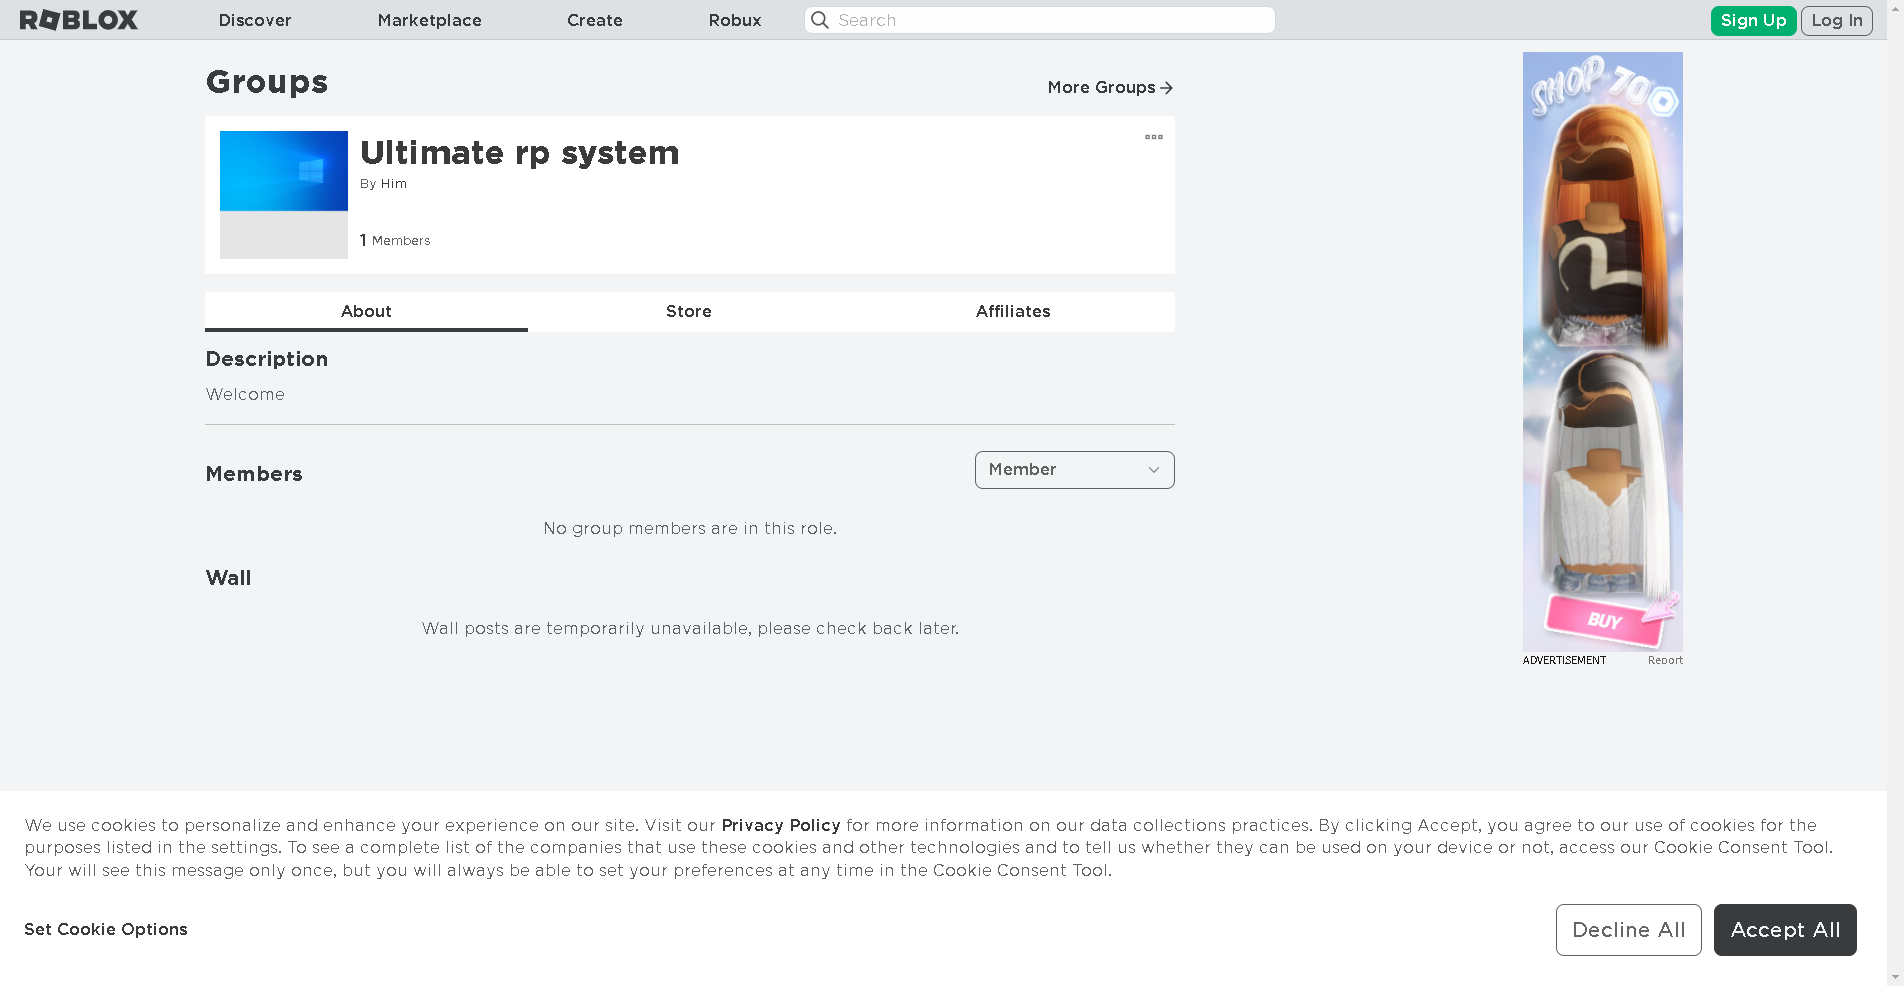 ROBLOX
Discover
Marketplace
Create
Robux
Search
Sign Up
Log In
Groups
More Groups
Ultimate rp system
By Him
1 Members
About
Store
Affiliates
Description
Welcome
Members
Member
No group members are in this role.
Wall
Wall posts are temporarily unavailable, please check back later.
SHOP 70
BUY
ADVERTISEMENT
Report
We use cookies to personalize and enhance your experience on our site. Visit our Privacy Policy for more information on our data collections practices. By clicking Accept, you agree to our use of cookies for the
purposes listed in the settings. To see a complete list of the companies that use these cookies and other technologies and to tell us whether they can be used on your device or not, access our Cookie Consent Tool.
Your will see this message only once, but you will always be able to set your preferences at any time in the Cookie Consent Tool.
Set Cookie Options
Decline All
Accept All